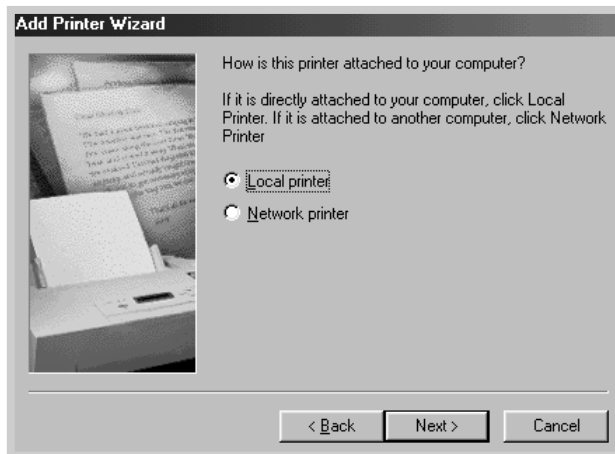 Add Printer Wizard
How is this printer attached to your computer?
If it is directly attached to your computer, click Local
Printer. If it is attached to another computer, click Network
Printer
Local printer
Network printer
< Back
Next >
Cancel